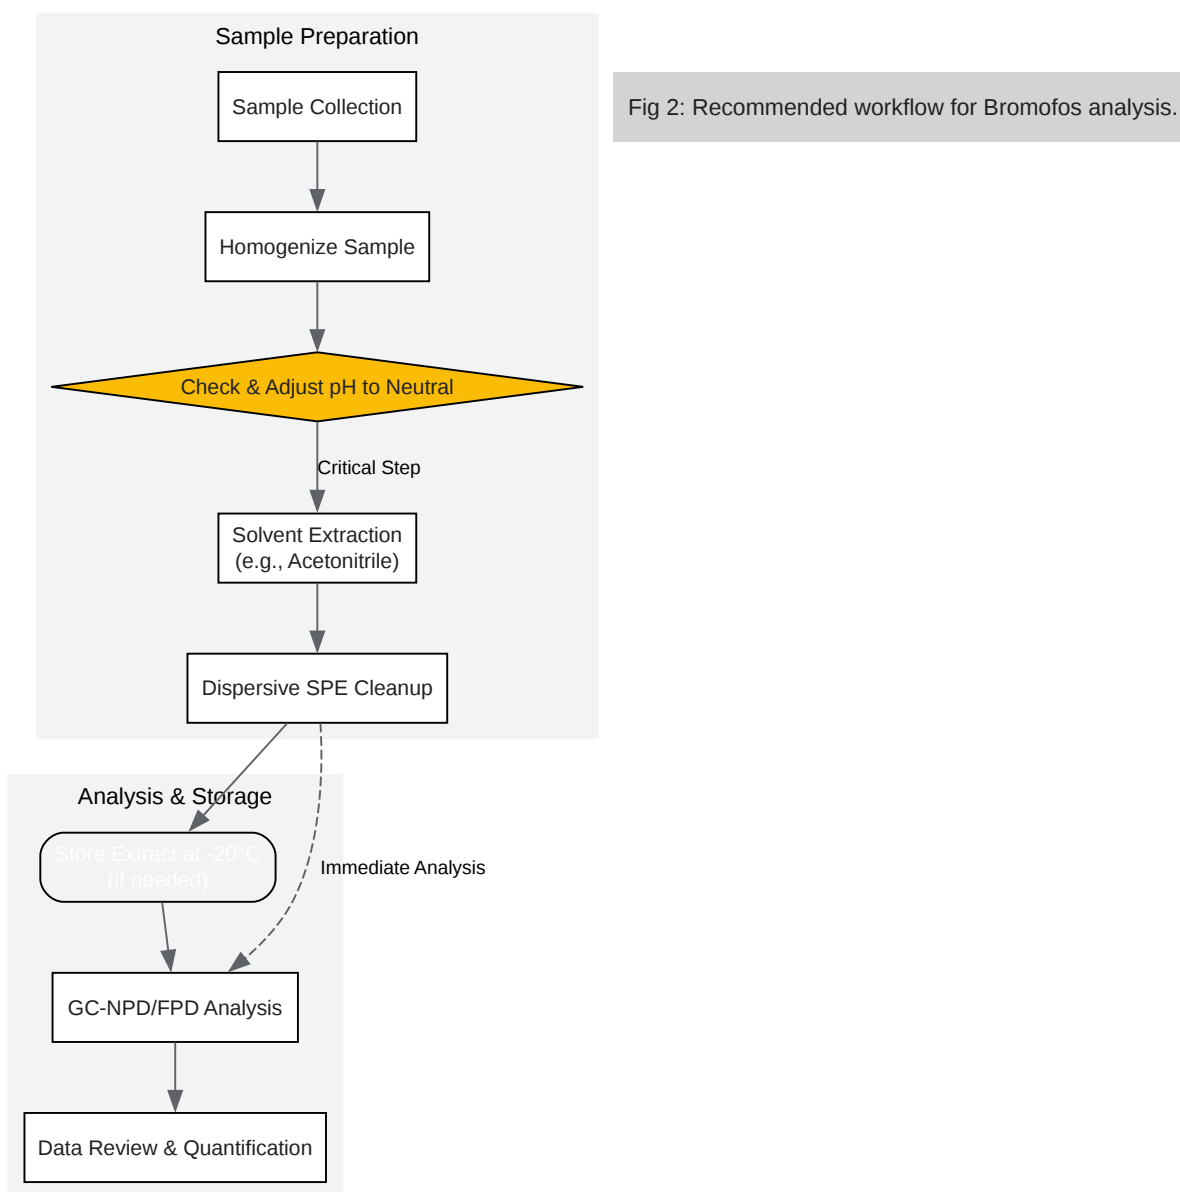 Sample Preparation
Sample Collection
Fig 2: Recommended workflow for Bromofos analysis.
Homogenize Sample
Check & Adjust pH to Neutral
Critical Step
Solvent Extraction
(e.g., Acetonitrile)
Dispersive SPE Cleanup
Analysis & Storage
Store Extract at -20°C
(if needed)
Immediate Analysis
GC-NPD/FPD Analysis
Data Review & Quantification